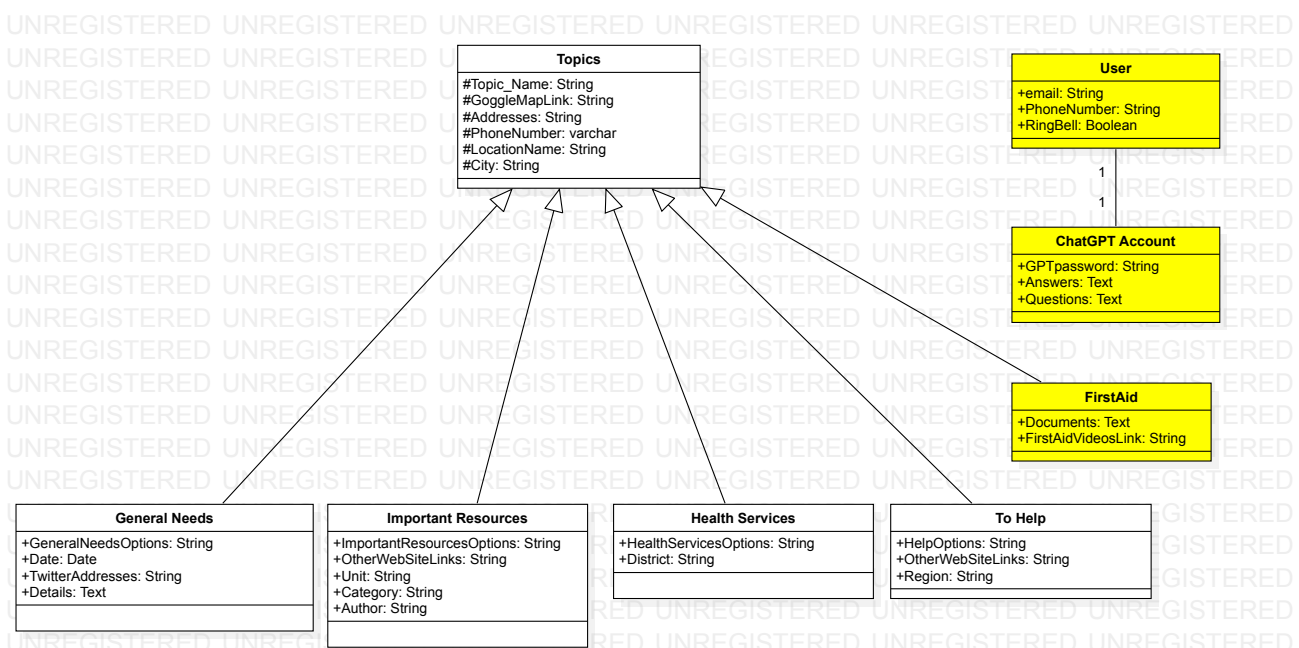 UNREGISTERED UNREGISTERED UNREGISTERED UNREGISTERED UNREGISTERED UNREGISTERED
Topics
#Topic_Name: String
#GoggleMapLink: String
#Addresses: String
#PhoneNumber: varchar
#LocationName: String
#City: String
User
+email: String
+PhoneNumber: String
+RingBell: Boolean
1
1
ChatGPT Account
+GPTpassword: String
+Answers: Text
+Questions: Text
FirstAid
+Documents: Text
+FirstAidVideosLink: String
General Needs
+GeneralNeedsOptions: String
+Date: Date
+TwitterAddresses: String
+Details: Text
Important Resources
+ImportantResourcesOptions: String
+OtherWebSiteLinks: String
+Unit: String
+Category: String
+Author: String
Health Services
+HealthServicesOptions: String
+District: String
To Help
+HelpOptions: String
+OtherWebSiteLinks: String
+Region: String